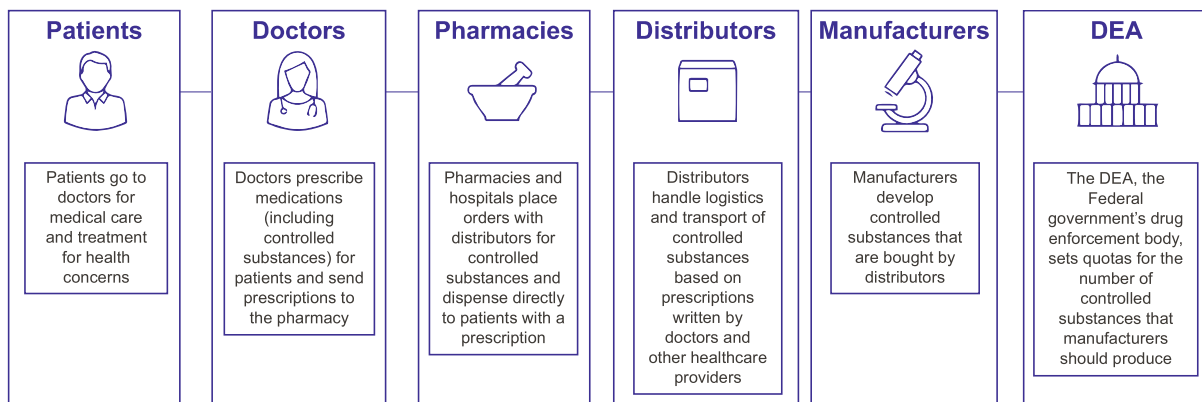 Patients
Patients go to
doctors for
medical care
and treatment
for health
concerns
Doctors
Doctors prescribe
medications
(including
controlled
substances) for
patients and send
prescriptions to
the pharmacy
Pharmacies
Pharmacies and
hospitals place
orders with
distributors for
controlled
substances and
dispense directly
to patients with a
prescription
Distributors
Distributors
handle logistics
and transport of
controlled
substances
based on
prescriptions
written by
doctors and
other healthcare
providers
Manufacturers
Manufacturers
develop
controlled
substances that
are bought by
distributors
DEA
The DEA, the
Federal
government’s drug
enforcement body,
sets quotas for the
number of
controlled
substances that
manufacturers
should produce